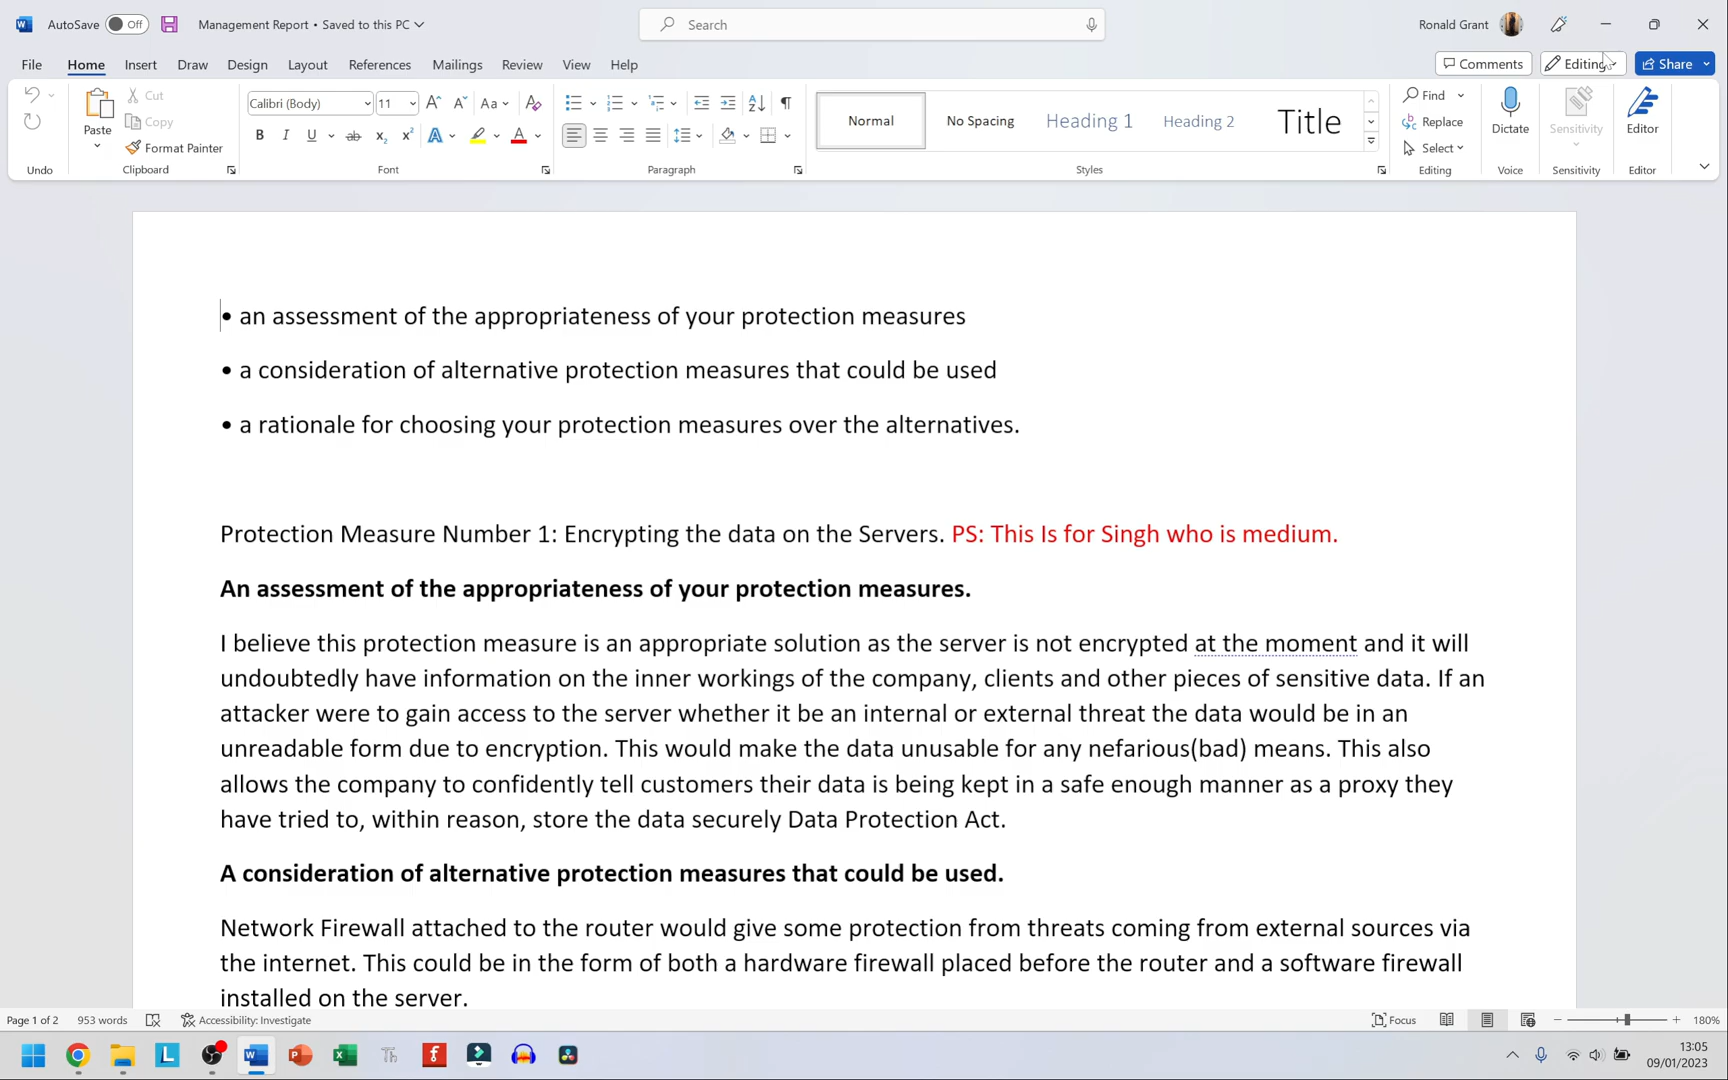 AutoSave Off Management Report • Saved to this PC Search Ronald Grant
File Home Insert Draw Design Layout References Mailings Review View Help Comments Editing Share
Paste Cut Copy Format Painter Calibri (Body) 11 Aa Normal No Spacing Heading 1 Heading 2 Title Find Replace Select Dictate Sensitivity Editor
Undo Clipboard Font Paragraph Styles Editing Voice Sensitivity Editor
• an assessment of the appropriateness of your protection measures
• a consideration of alternative protection measures that could be used
• a rationale for choosing your protection measures over the alternatives.
Protection Measure Number 1: Encrypting the data on the Servers. PS: This Is for Singh who is medium.
An assessment of the appropriateness of your protection measures.
I believe this protection measure is an appropriate solution as the server is not encrypted at the moment and it will
undoubtedly have information on the inner workings of the company, clients and other pieces of sensitive data. If an
attacker were to gain access to the server whether it be an internal or external threat the data would be in an
unreadable form due to encryption. This would make the data unusable for any nefarious(bad) means. This also
allows the company to confidently tell customers their data is being kept in a safe enough manner as a proxy they
have tried to, within reason, store the data securely Data Protection Act.
A consideration of alternative protection measures that could be used.
Network Firewall attached to the router would give some protection from threats coming from external sources via
the internet. This could be in the form of both a hardware firewall placed before the router and a software firewall
installed on the server.
Page 1 of 2 953 words Accessibility: Investigate Focus 180%
13:05
09/01/2023